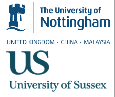 The University of
Nottingham
UNITED KINGDOM · CHINA · MALAYSIA
US
University of Sussex